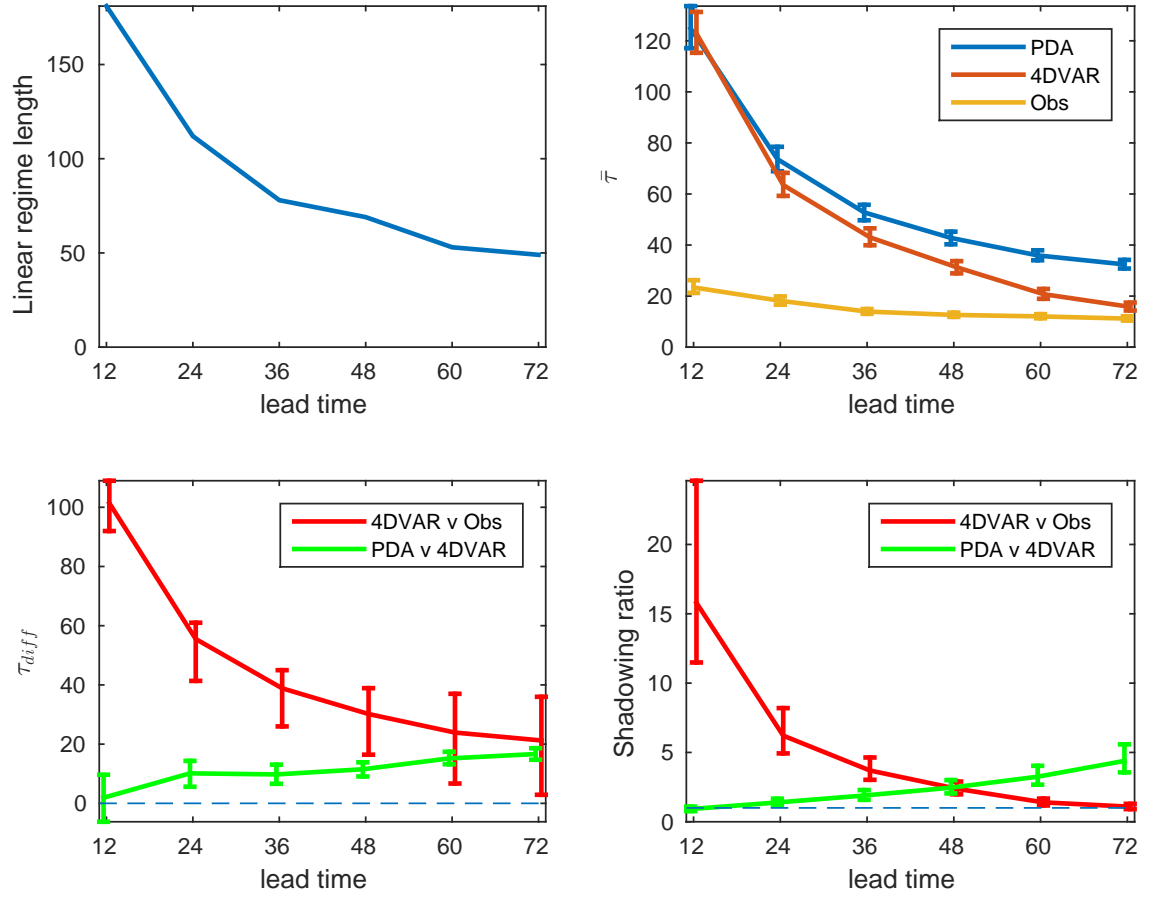 Linear regime length
150
100
50
0
12 24 36 48 60 72
lead time
τ̄
120
100
80
60
40
20
0
PDA
4DVAR
Obs
12 24 36 48 60 72
lead time
τdiff
100
80
60
40
20
0
4DVAR v Obs
PDA v 4DVAR
12 24 36 48 60 72
lead time
Shadowing ratio
20
15
10
5
0
4DVAR v Obs
PDA v 4DVAR
12 24 36 48 60 72
lead time